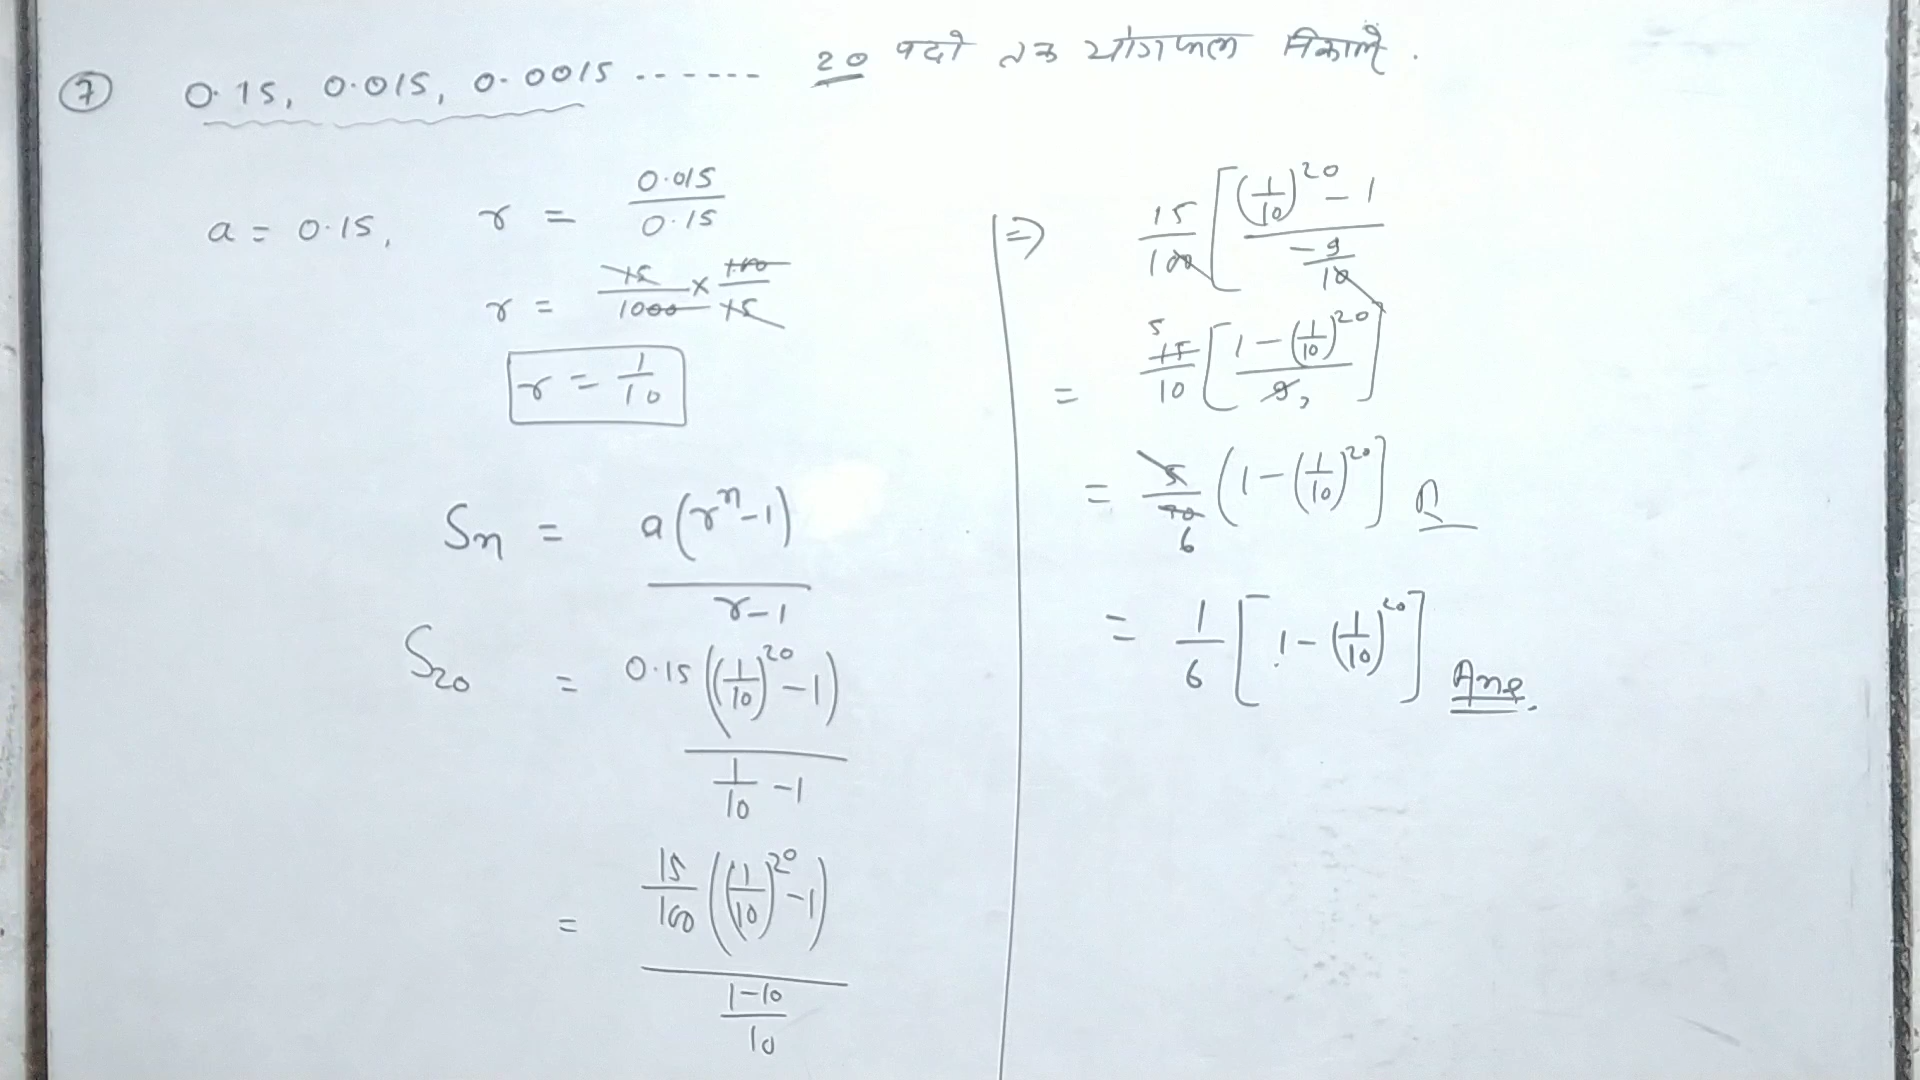 ⑦ 0.15, 0.015, 0.0015 ------ 20 पदो तक योगफल निकाले .
a = 0.15, r = 0.015/0.15
r = 15/1000 × 100/15
r = 1/10
Sn = a(r^n-1)/r-1
S20 = 0.15((1/10)^20-1)/(1/10 -1)
= 15/100((1/10)^20-1)/((1-10)/10)
=> 15/100[((1/10)^20-1)/(-9/10)]
= 5 15/10[(1-(1/10)^20)/9 3]
= 5/10 6 (1-(1/10)^20]
= 1/6[1-(1/10)^20] Ans.